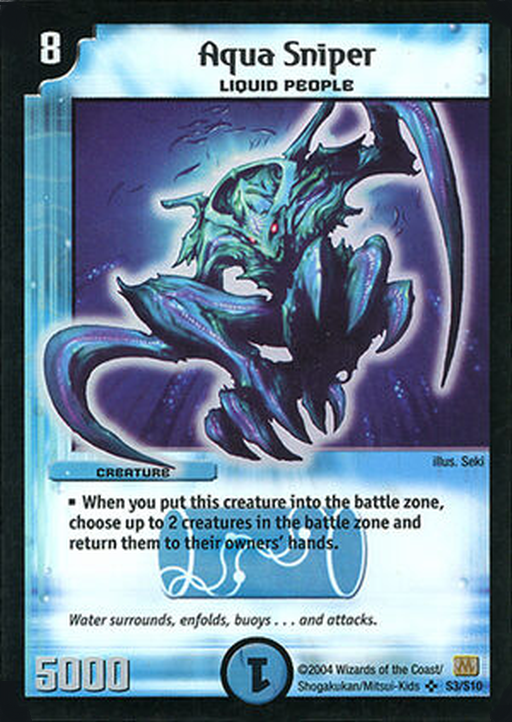 8
Aqua Sniper
LIQUID PEOPLE
illus. Seki
CREATURE
▪ When you put this creature into the battle zone,
choose up to 2 creatures in the battle zone and
return them to their owners' hands.
Water surrounds, enfolds, buoys . . . and attacks.
5000
1
©2004 Wizards of the Coast/
Shogakukan/Mitsui-Kids S3/S10